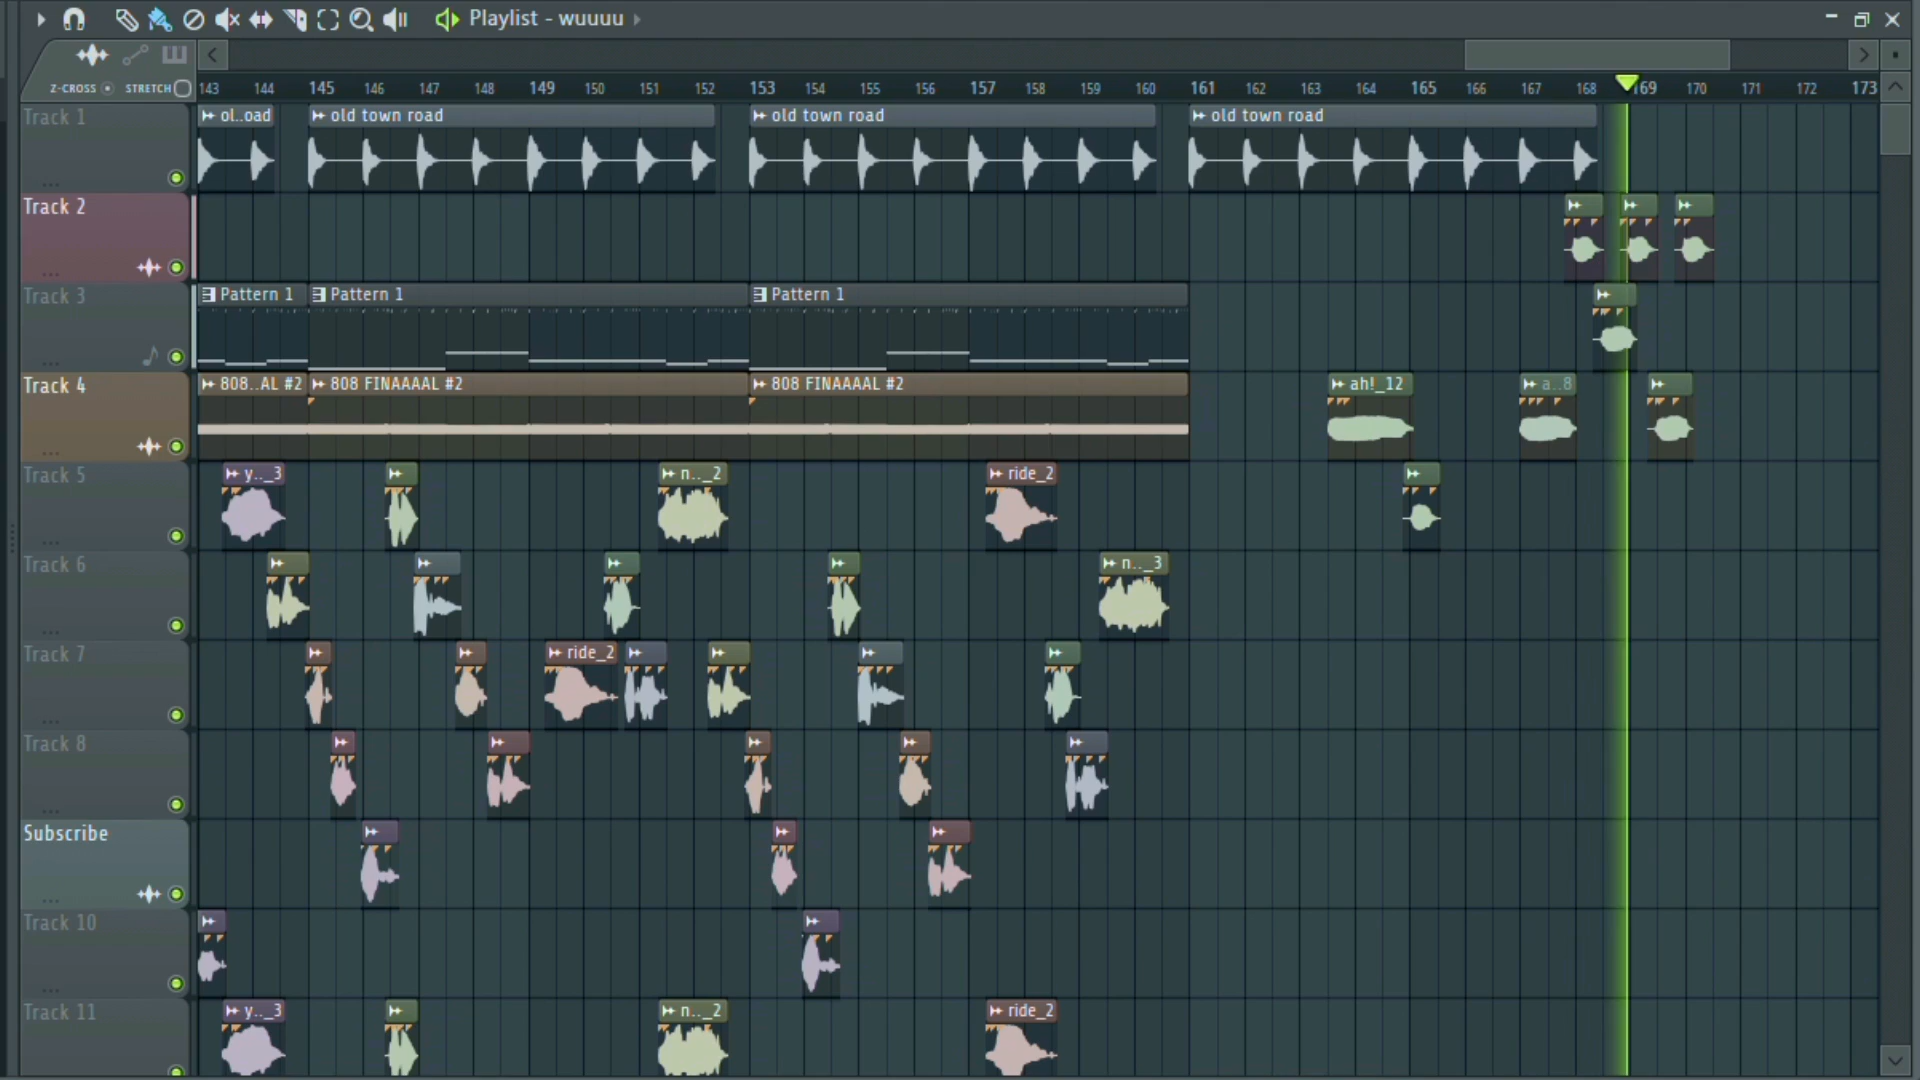 Playlist - wuuuu
Z-CROSS STRETCH
143 144 145 146 147 148 149 150 151 152 153 154 155 156 157 158 159 160 161 162 163 164 165 166 167 168 169 170 171 172 173
Track 1
ol..oad old town road old town road old town road
Track 2
Track 3
Pattern 1 Pattern 1 Pattern 1
Track 4
808..AL #2 808 FINAAAAL #2 808 FINAAAAL #2 ah!_12 a..8
Track 5
y.._3 n.._2 ride_2
Track 6
n.._3
Track 7
ride_2
Track 8
Subscribe
Track 10
Track 11
y.._3 n.._2 ride_2